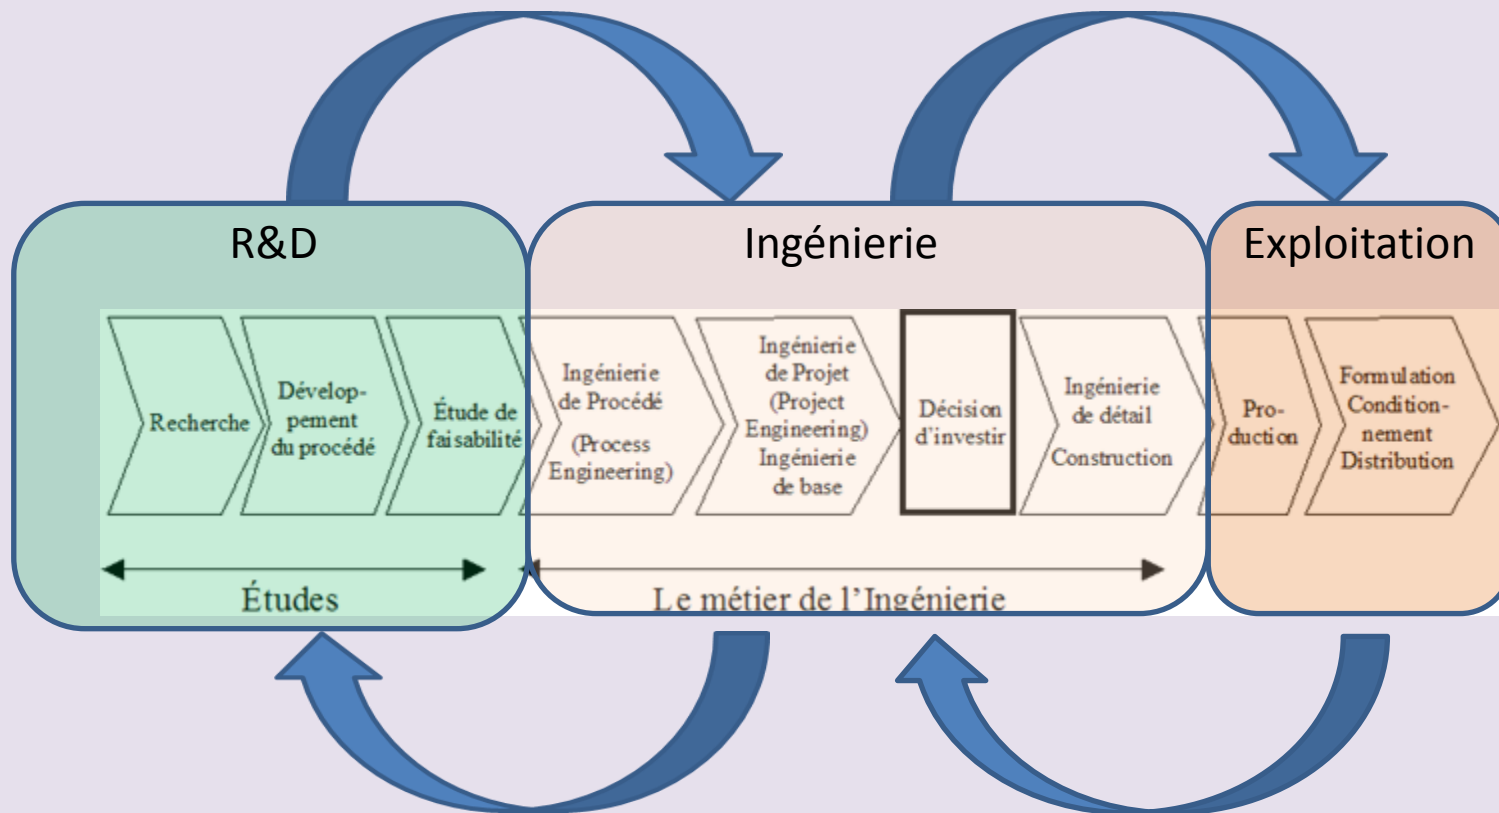 R&D
Ingénierie
Exploitation
Recherche
Dévelop-
pement
du procédé
Étude de
faisabilité
Ingénierie
de Procédé
(Process
Engineering)
Ingénierie
de Projet
(Project
Engineering)
Ingénierie
de base
Décision
d’investir
Ingénierie
de détail
Construction
Pro-
duction
Formulation
Condition-
nement
Distribution
Études
Le métier de l’Ingénierie